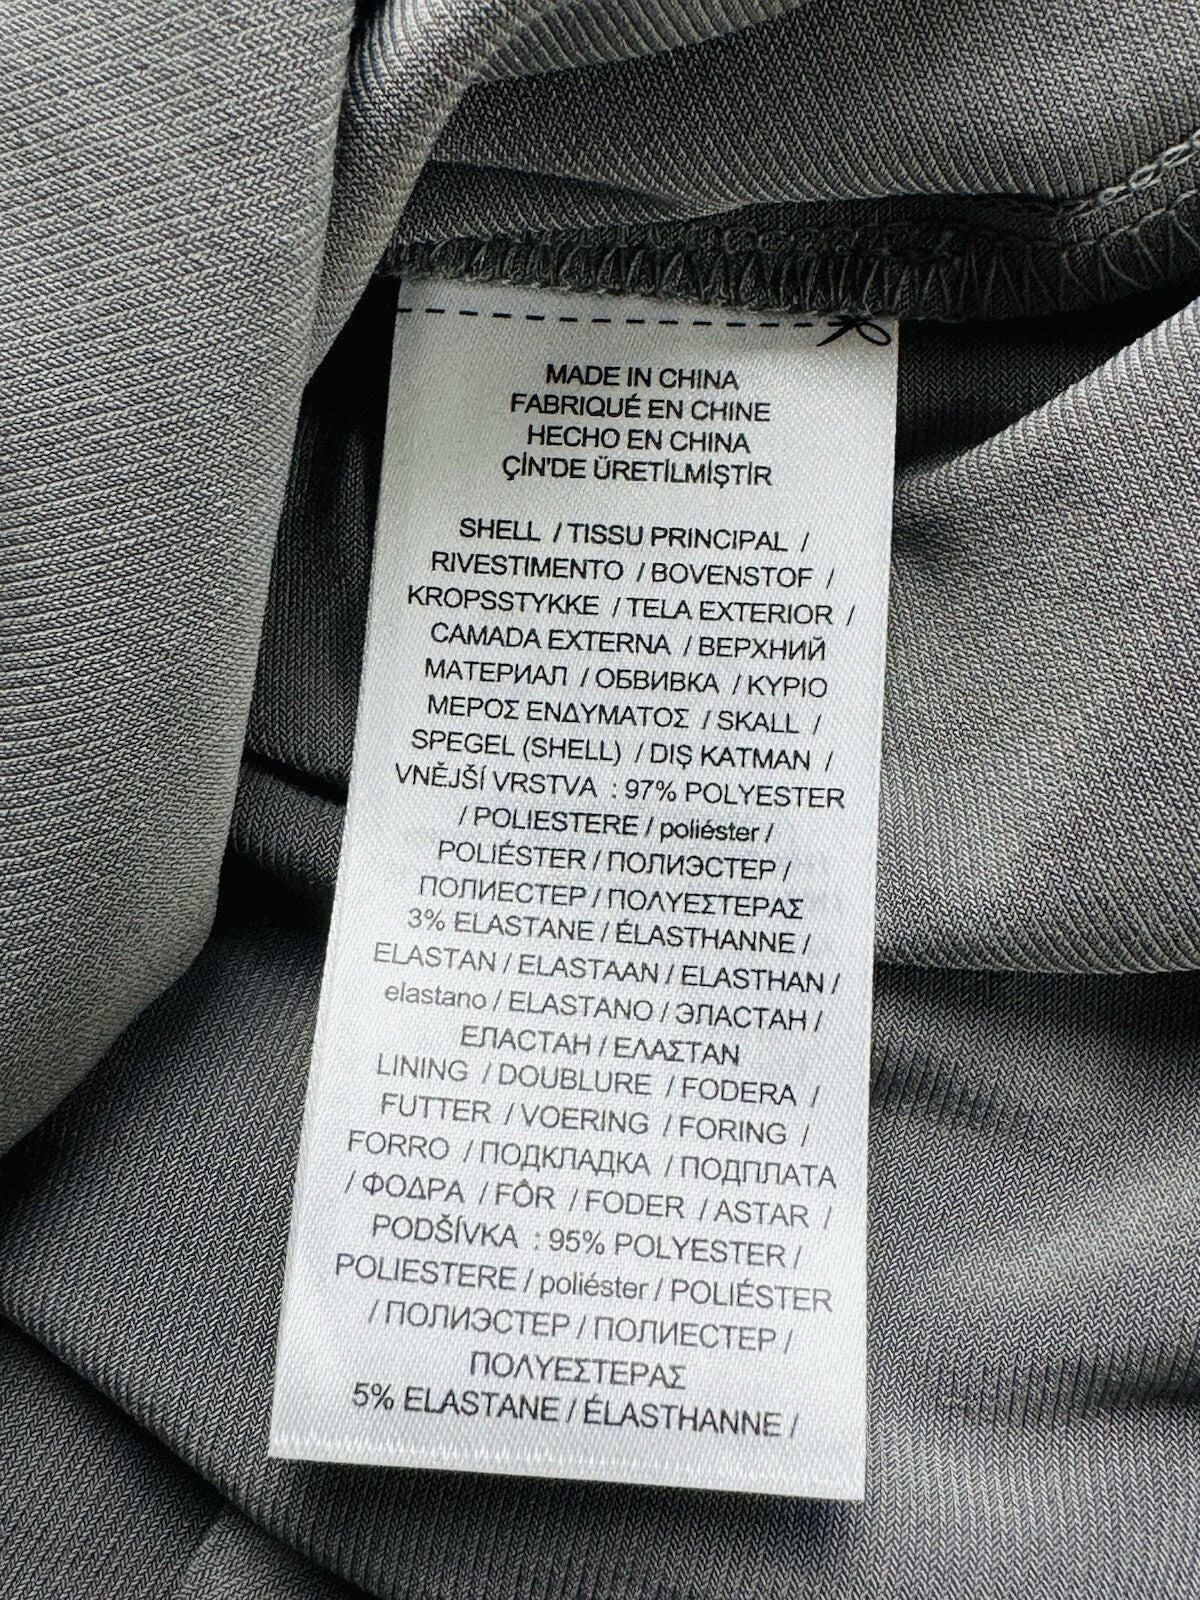 MADE IN CHINA
FABRIQUÉ EN CHINE
HECHO EN CHINA
ÇİN'DE ÜRETİLMİŞTİR
SHELL / TISSU PRINCIPAL /
RIVESTIMENTO / BOVENSTOF /
KROPSSTYKKE / TELA EXTERIOR /
CAMADA EXTERNA / ВЕРХНИЙ
МАТЕРИАЛ / ОБВИВКА / ΚΥΡΙΟ
ΜΕΡΟΣ ΕΝΔΥΜΑΤΟΣ / SKALL /
SPEGEL (SHELL) / DIŞ KATMAN /
VNĚJŠÍ VRSTVA : 97% POLYESTER
/ POLIESTERE / poliéster /
POLIÉSTER / ПОЛИЭСТЕР /
ПОЛИЕСТЕР / ΠΟΛΥΕΣΤΕΡΑΣ
3% ELASTANE / ÉLASTHANNE /
ELASTAN / ELASTAAN / ELASTHAN /
elastano / ELASTANO / ЭЛАСТАН /
ЕЛАСТАН / ΕΛΑΣΤΑΝ
LINING / DOUBLURE / FODERA /
FUTTER / VOERING / FORING /
FORRO / ПОДКЛАДКА / ПОДПЛАТА
/ ΦΟΔΡΑ / FÔR / FODER / ASTAR /
PODŠÍVKA : 95% POLYESTER /
POLIESTERE / poliéster / POLIÉSTER
/ ПОЛИЭСТЕР / ПОЛИЕСТЕР /
ΠΟΛΥΕΣΤΕΡΑΣ
5% ELASTANE / ÉLASTHANNE /